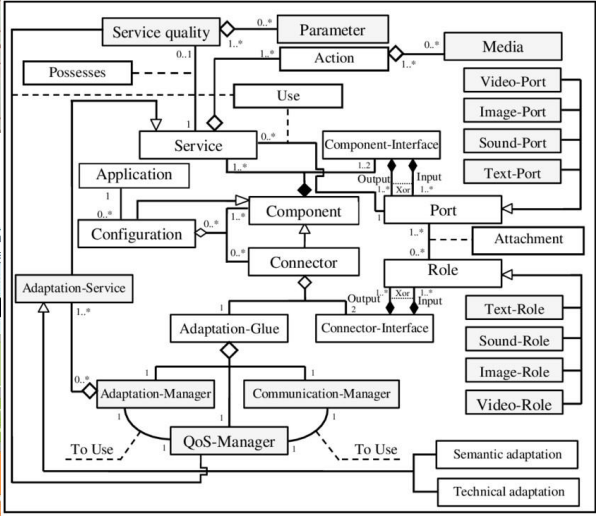 Service quality
0..*
Parameter
1..*
0..1
1..*
Action
0..*
Media
1..*
Possesses
Video-Port
Use
Image-Port
1
Service
0..*
Component-Interface
Sound-Port
1..*
1..2
Output
Input
Text-Port
Application
1..*
Xor
1..*
1
Component
1
Port
0..*
1..*
Configuration
0..*
1..*
Attachment
0..*
0..*
Connector
Role
Adaptation-Service
1..*
Output
1..*
Xor
1..*
Input
Text-Role
1
2
Adaptation-Glue
Connector-Interface
Sound-Role
1
Image-Role
0..*
1
1
Adaptation-Manager
Communication-Manager
Video-Role
1
1
1
To Use
1
QoS-Manager
1
To Use
Semantic adaptation
Technical adaptation